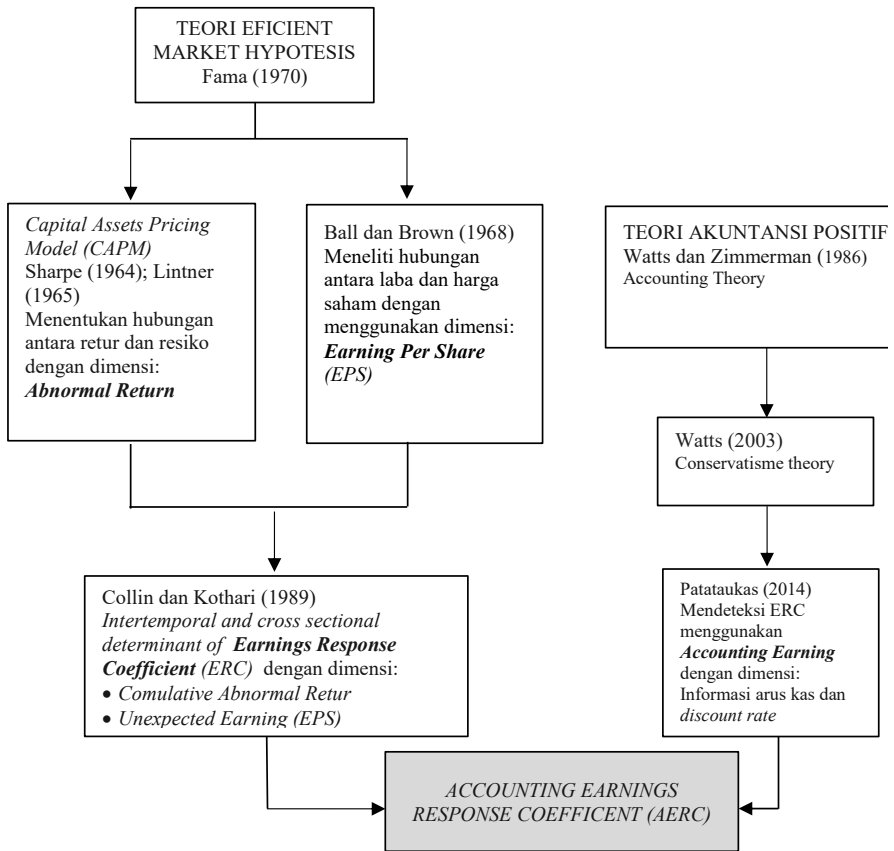 TEORI EFICIENT
MARKET HYPOTESIS
Fama (1970)
Capital Assets Pricing
Model (CAPM)
Sharpe (1964); Lintner
(1965)
Menentukan hubungan
antara retur dan resiko
dengan dimensi:
Abnormal Return
Ball dan Brown (1968)
Meneliti hubungan
antara laba dan harga
saham dengan
menggunakan dimensi:
Earning Per Share
(EPS)
TEORI AKUNTANSI POSITIF
Watts dan Zimmerman (1986)
Accounting Theory
Watts (2003)
Conservatisme theory
Collin dan Kothari (1989)
Intertemporal and cross sectional
determinant of Earnings Response
Coefficient (ERC) dengan dimensi:
• Comulative Abnormal Retur
• Unexpected Earning (EPS)
Patataukas (2014)
Mendeteksi ERC
menggunakan
Accounting Earning
dengan dimensi:
Informasi arus kas dan
discount rate
ACCOUNTING EARNINGS
RESPONSE COEFFICENT (AERC)